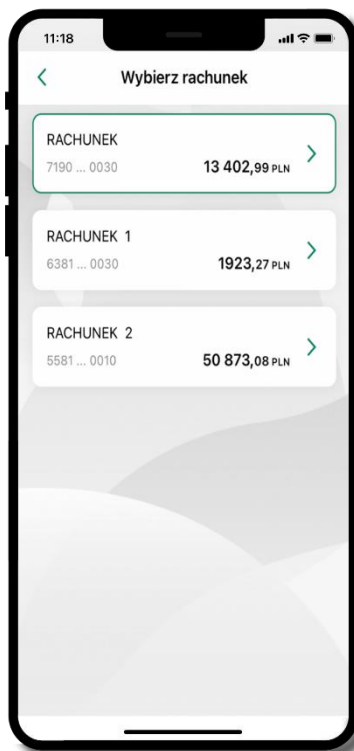 11:18
Wybierz rachunek
RACHUNEK
7190 ... 0030 13 402,99 PLN
RACHUNEK 1
6381 ... 0030 1923,27 PLN
RACHUNEK 2
5581 ... 0010 50 873,08 PLN